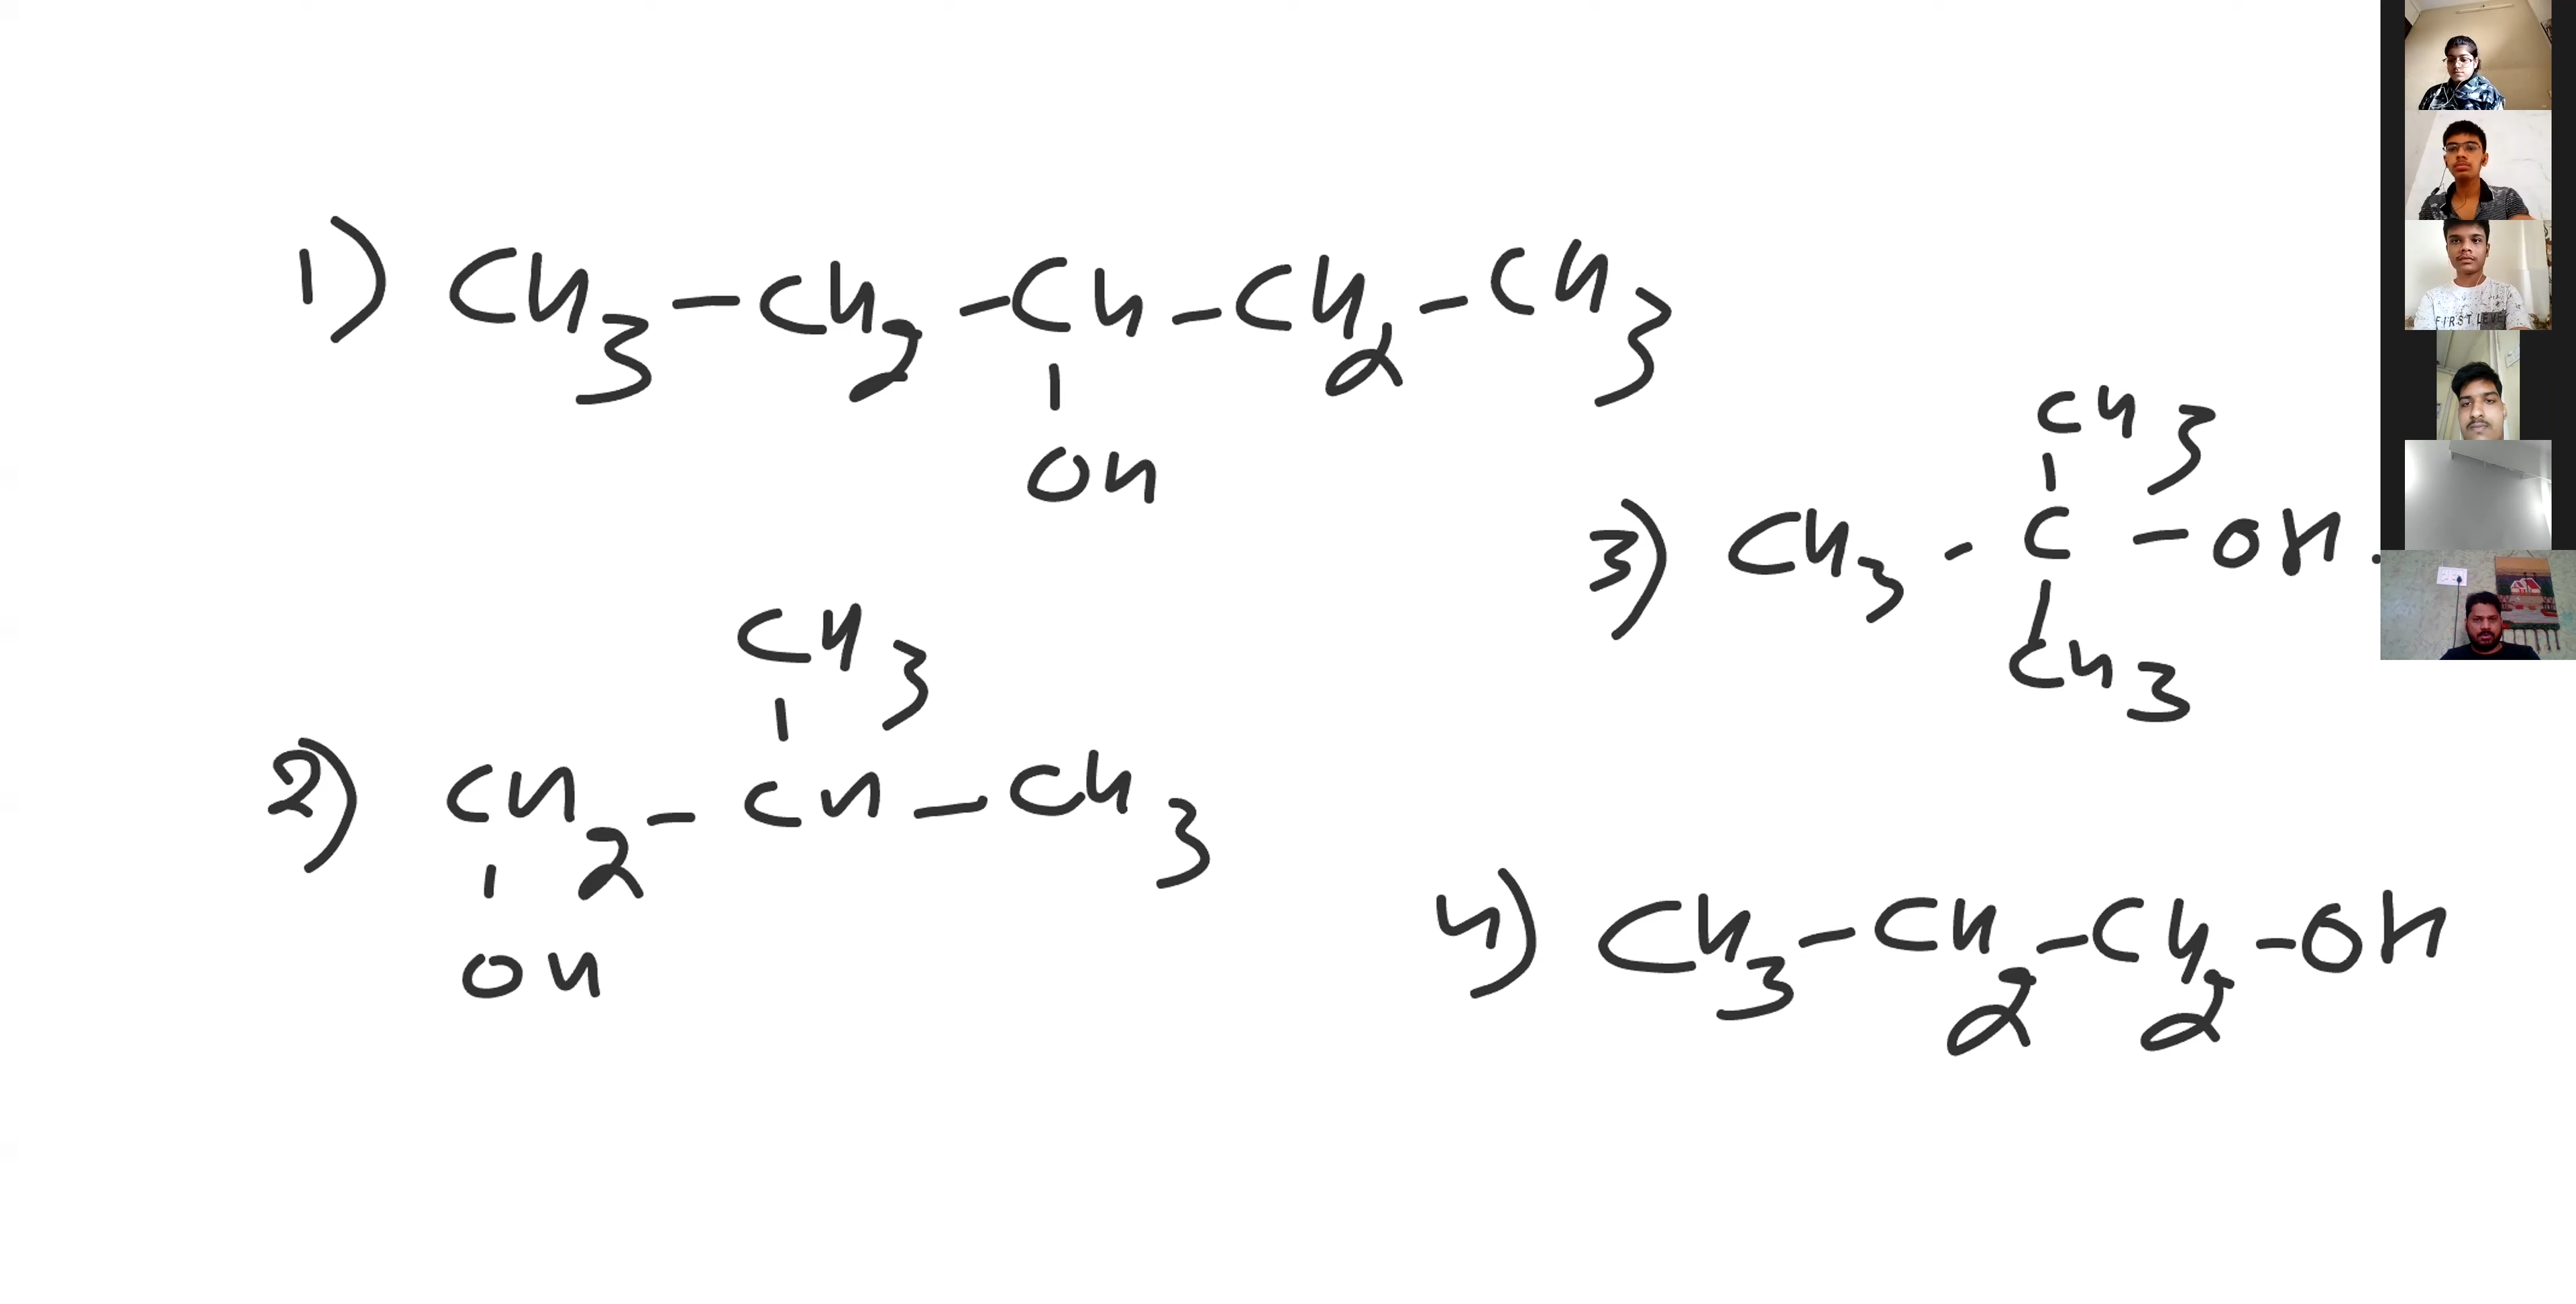 1) CH3 - CH2 - CH - CH2 - CH3
OH
CH3
3) CH3 - C - OH.
CH3
CH3
2) CH2 - CH - CH3
OH
4) CH3 - CH2 - CH2 - OH
FIRST LEVE